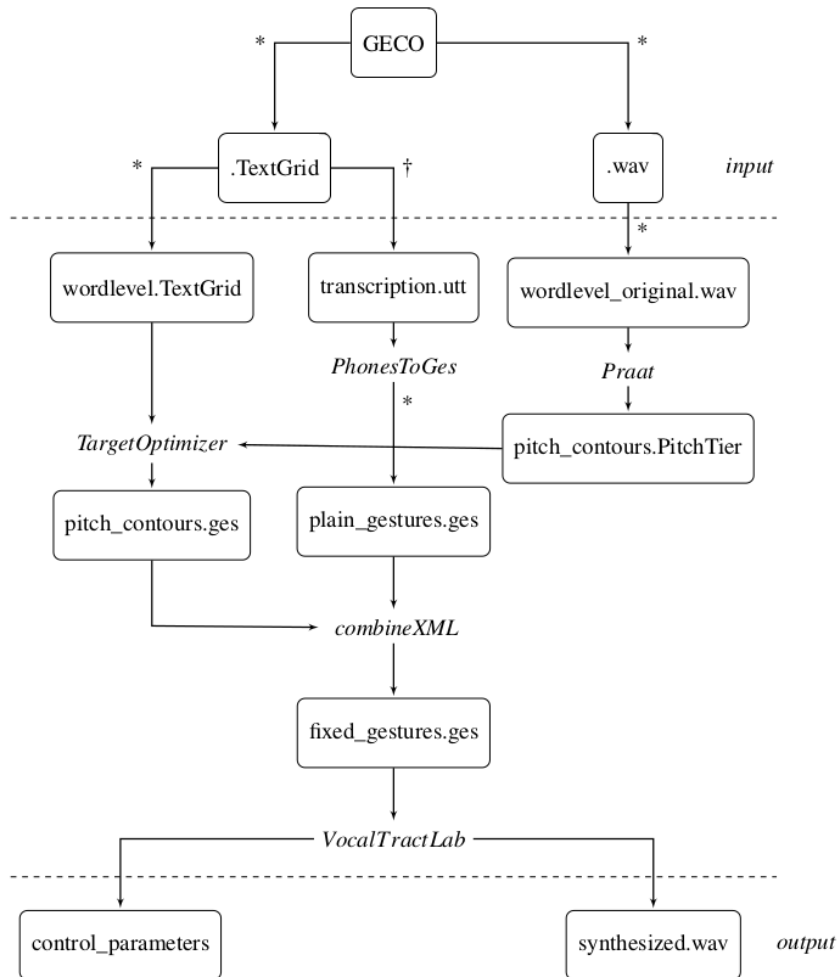 * GECO *
.TextGrid .wav input
* †
*
wordlevel.TextGrid transcription.utt wordlevel_original.wav
PhonesToGes Praat
*
TargetOptimizer pitch_contours.PitchTier
pitch_contours.ges plain_gestures.ges
combineXML
fixed_gestures.ges
VocalTractLab
control_parameters synthesized.wav output